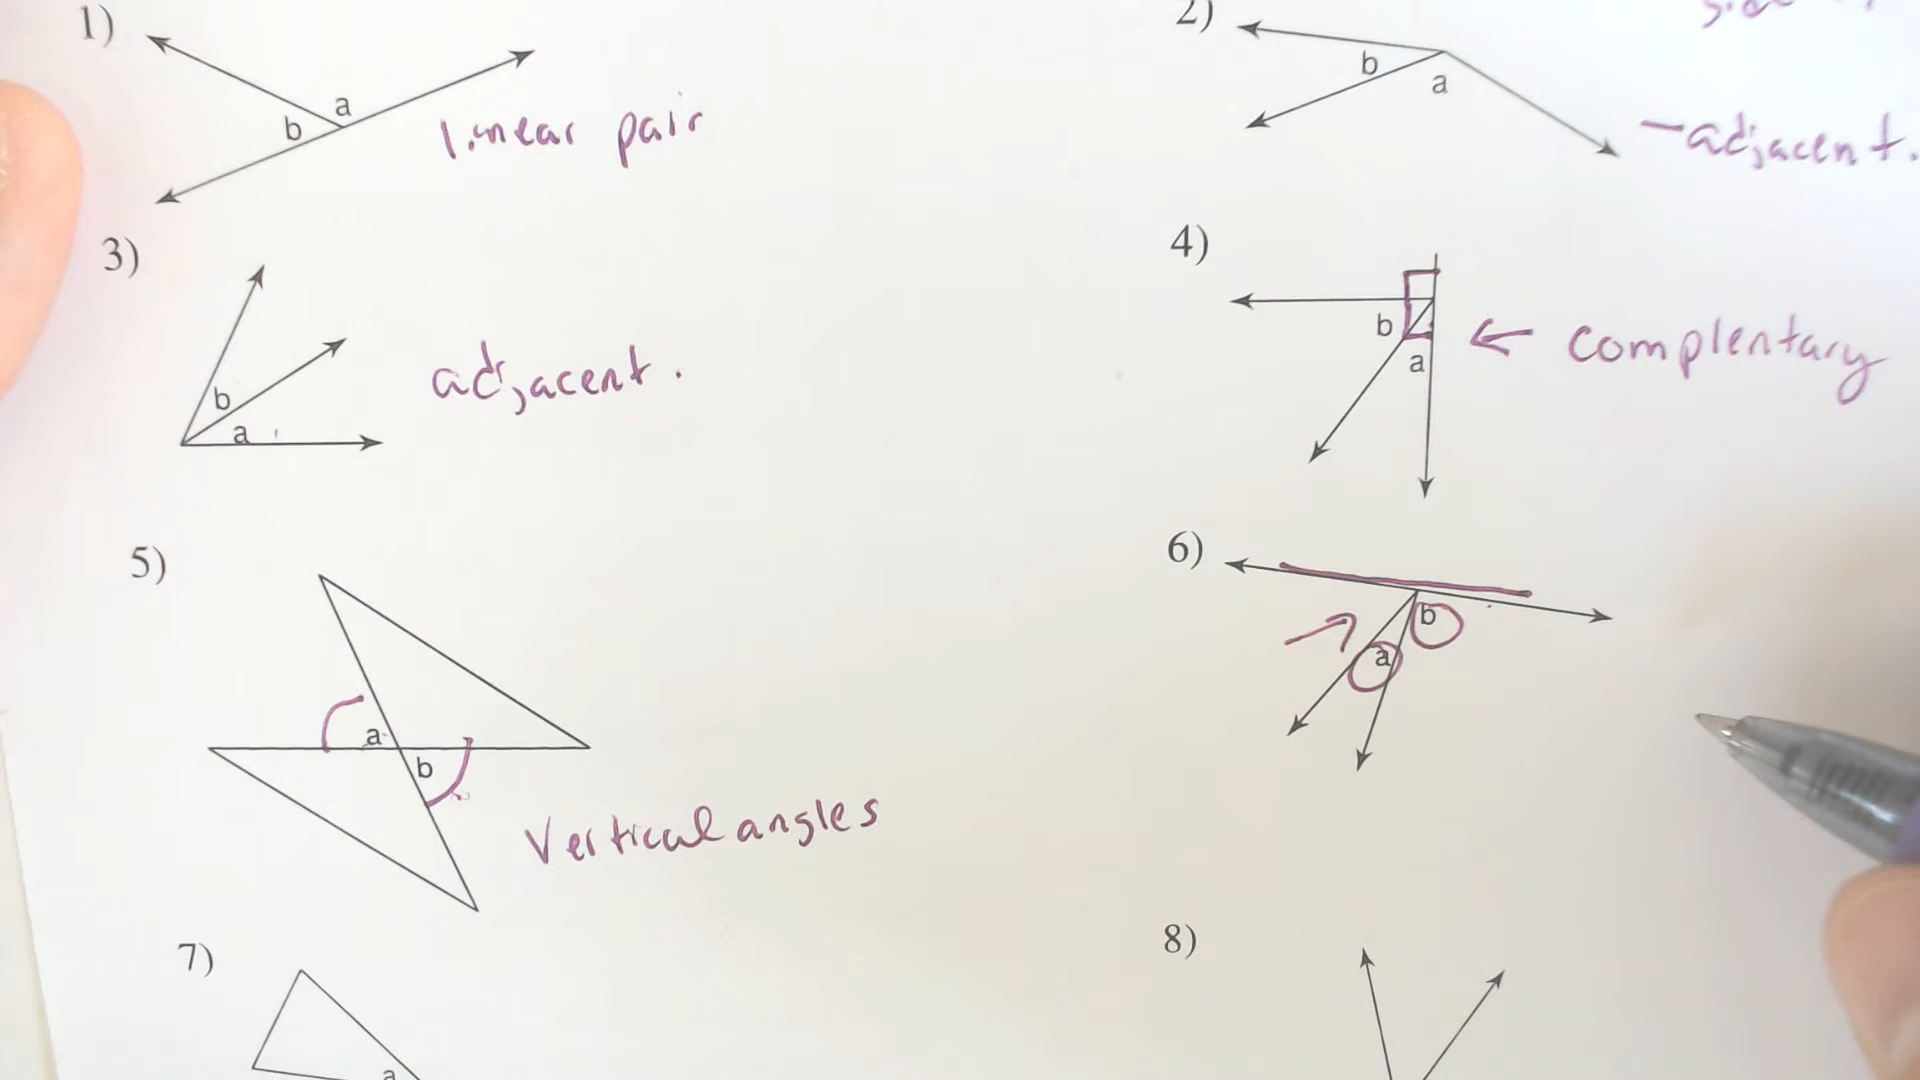 1)
a
b
linear pair
2)
b
a
-adjacent.
3)
b
a
adjacent.
4)
b
a
← complentary
5)
a
b
Vertical angles
6)
b
a
7)
a
8)